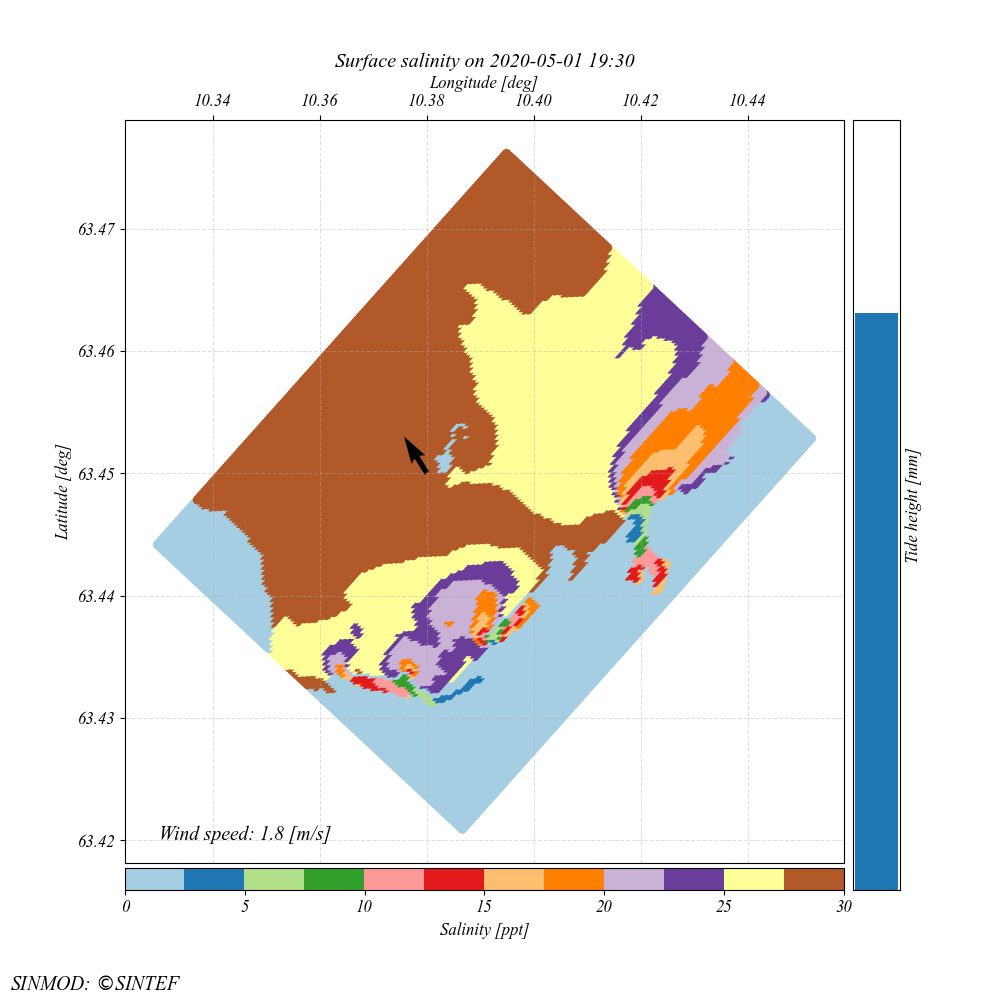 Surface salinity on 2020-05-01 19:30
Longitude [deg]
10.34 10.36 10.38 10.40 10.42 10.44
63.47
63.46
63.45
63.44
63.43
63.42
Latitude [deg]
Tide height [mm]
Wind speed: 1.8 [m/s]
0 5 10 15 20 25 30
Salinity [ppt]
SINMOD: ©SINTEF